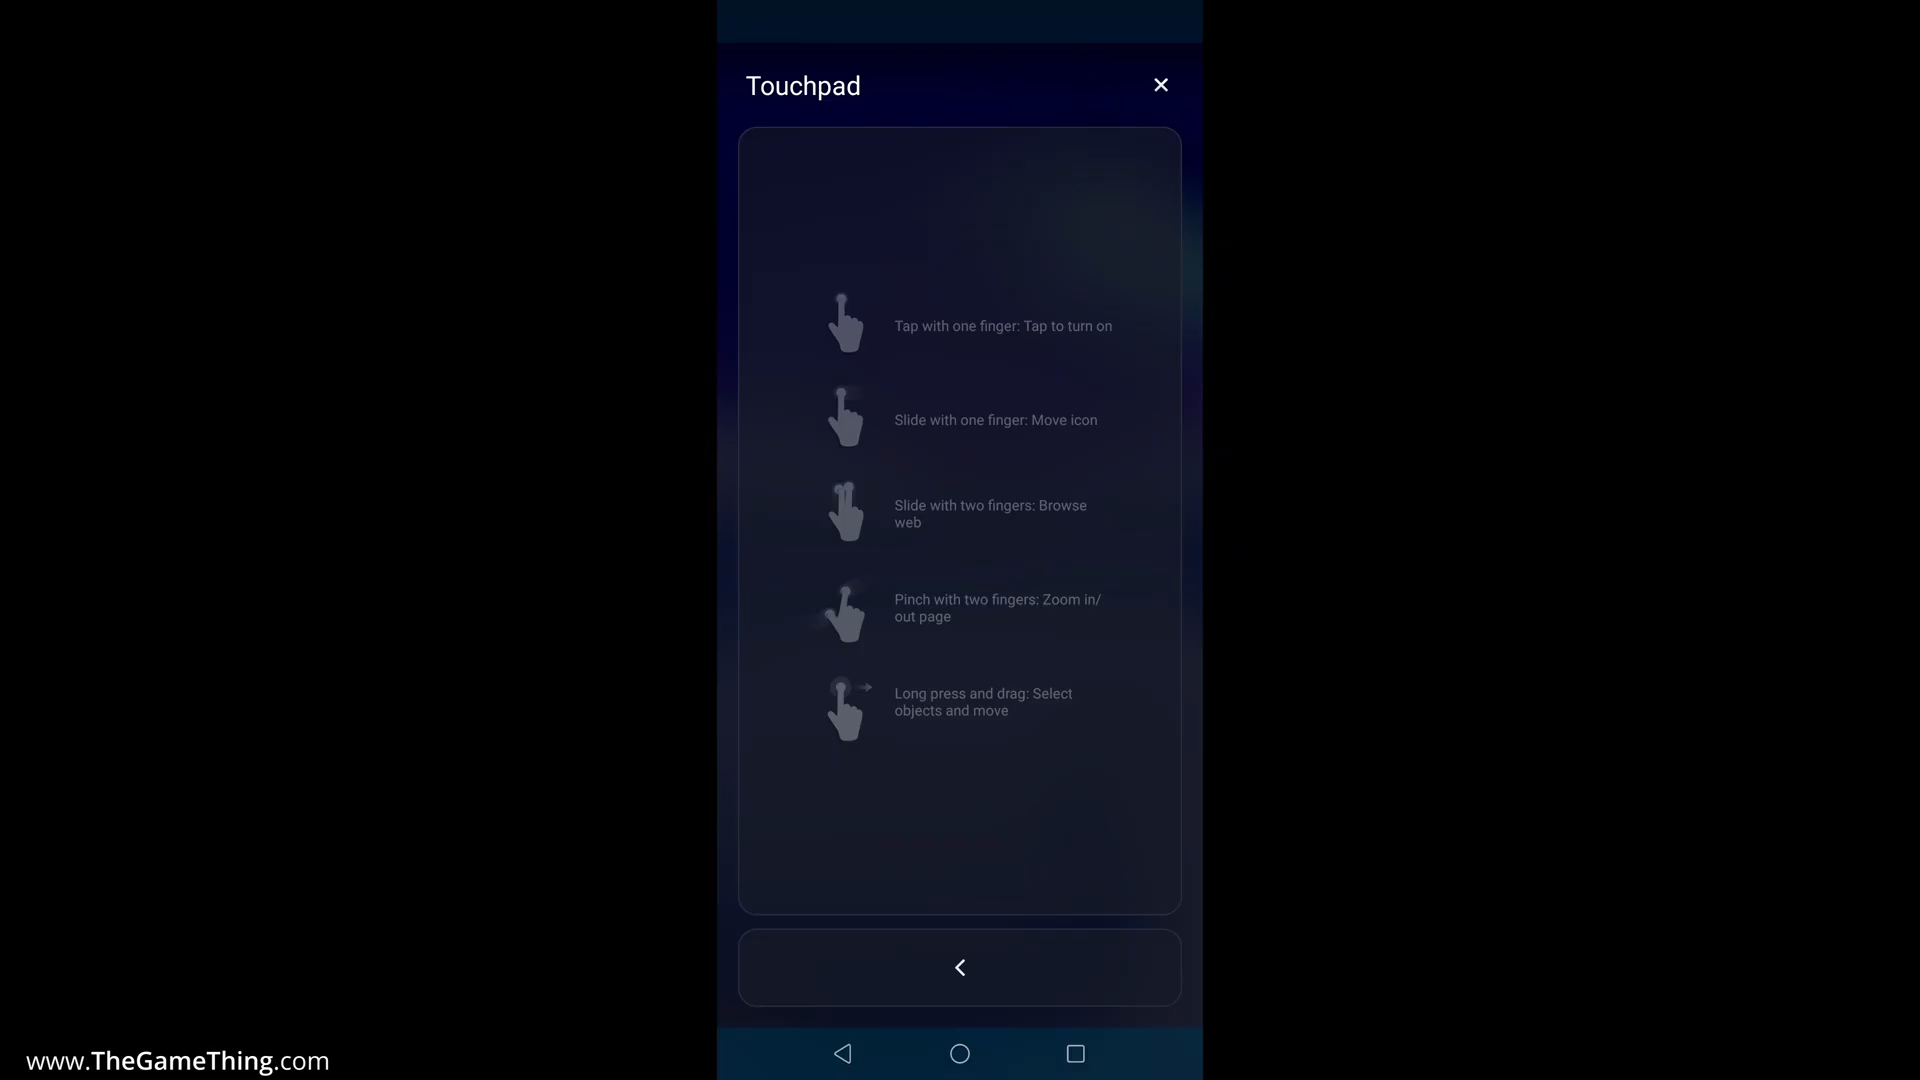 Touchpad
Tap with one finger: Tap to turn on
Slide with one finger: Move icon
Slide with two fingers: Browse
web
Pinch with two fingers: Zoom in/
out page
Long press and drag: Select
objects and move
www.TheGameThing.com